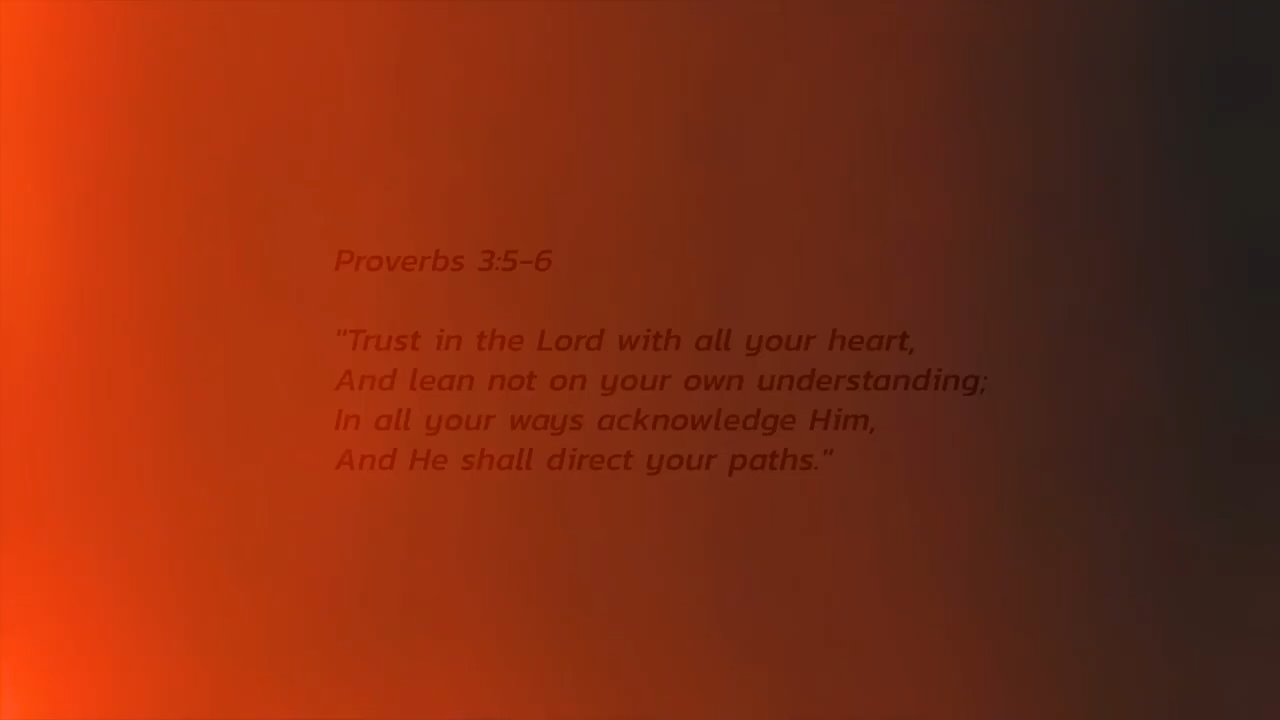 Proverbs 3:5-6
"Trust in the Lord with all your heart,
And lean not on your own understanding;
In all your ways acknowledge Him,
And He shall direct your paths."